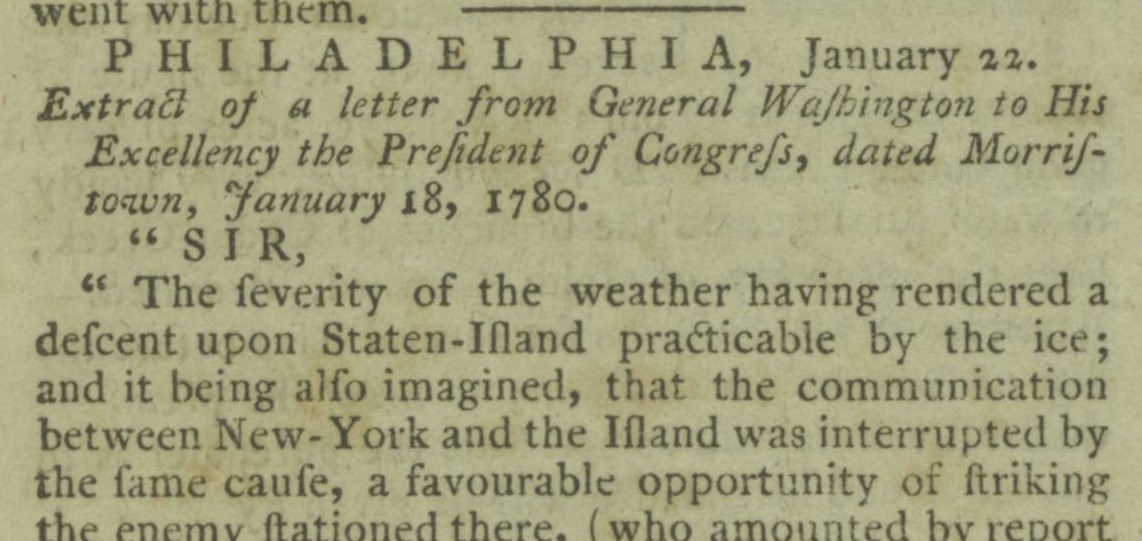 went with them.
PHILADELPHIA, January 22.
Extract of a letter from General Waſhington to His
Excellency the Preſident of Congreſs, dated Morriſ-
town, January 18, 1780.
“ SIR,
“ The ſeverity of the weather having rendered a
deſcent upon Staten-Iſland practicable by the ice;
and it being alſo imagined, that the communication
between New-York and the Iſland was interrupted by
the ſame cauſe, a favourable opportunity of ſtriking
the enemy ſtationed there, (who amounted by report